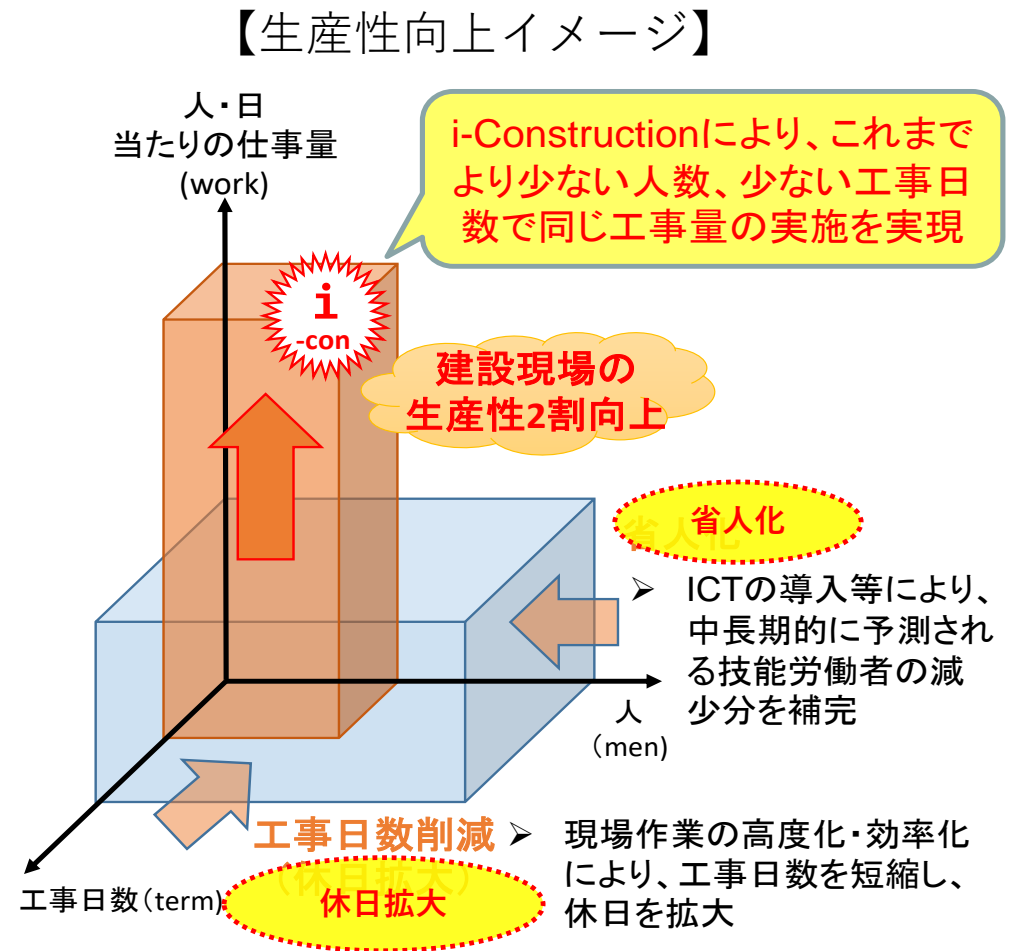 【生産性向上イメージ】
人・日
当たりの仕事量
(work)
i-Constructionにより、これまで
より少ない人数、少ない工事日
数で同じ工事量の実施を実現
i
-con
建設現場の
生産性2割向上
省人化
省人化
➢ ICTの導入等により、
中長期的に予測され
る技能労働者の減
少分を補完
人
（men)
工事日数削減
（休日拡大）
休日拡大
➢ 現場作業の高度化・効率化
により、工事日数を短縮し、
休日を拡大
工事日数（term)